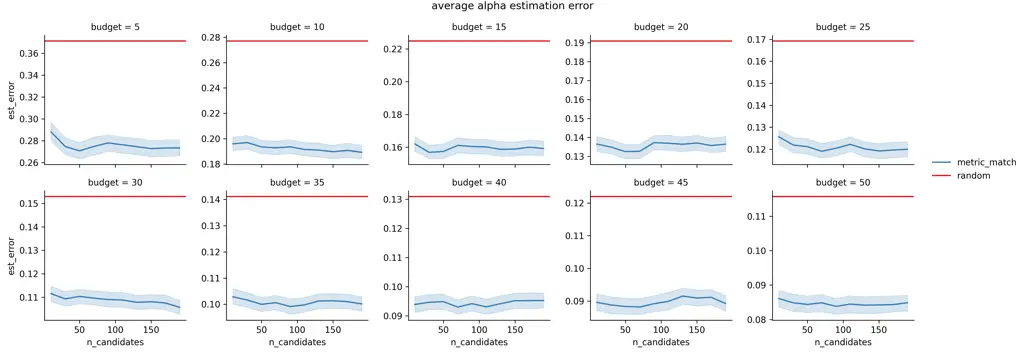 average alpha estimation error
budget = 5
budget = 10
budget = 15
budget = 20
budget = 25
est_error
0.36
0.34
0.32
0.30
0.28
0.26
0.28
0.26
0.24
0.22
0.20
0.18
0.22
0.20
0.18
0.16
0.19
0.18
0.17
0.16
0.15
0.14
0.13
0.17
0.16
0.15
0.14
0.13
0.12
metric_match
random
budget = 30
budget = 35
budget = 40
budget = 45
budget = 50
est_error
0.15
0.14
0.13
0.12
0.11
0.14
0.13
0.12
0.11
0.10
0.13
0.12
0.11
0.10
0.09
0.12
0.11
0.10
0.09
0.11
0.10
0.09
0.08
50 100 150
50 100 150
50 100 150
50 100 150
50 100 150
n_candidates
n_candidates
n_candidates
n_candidates
n_candidates